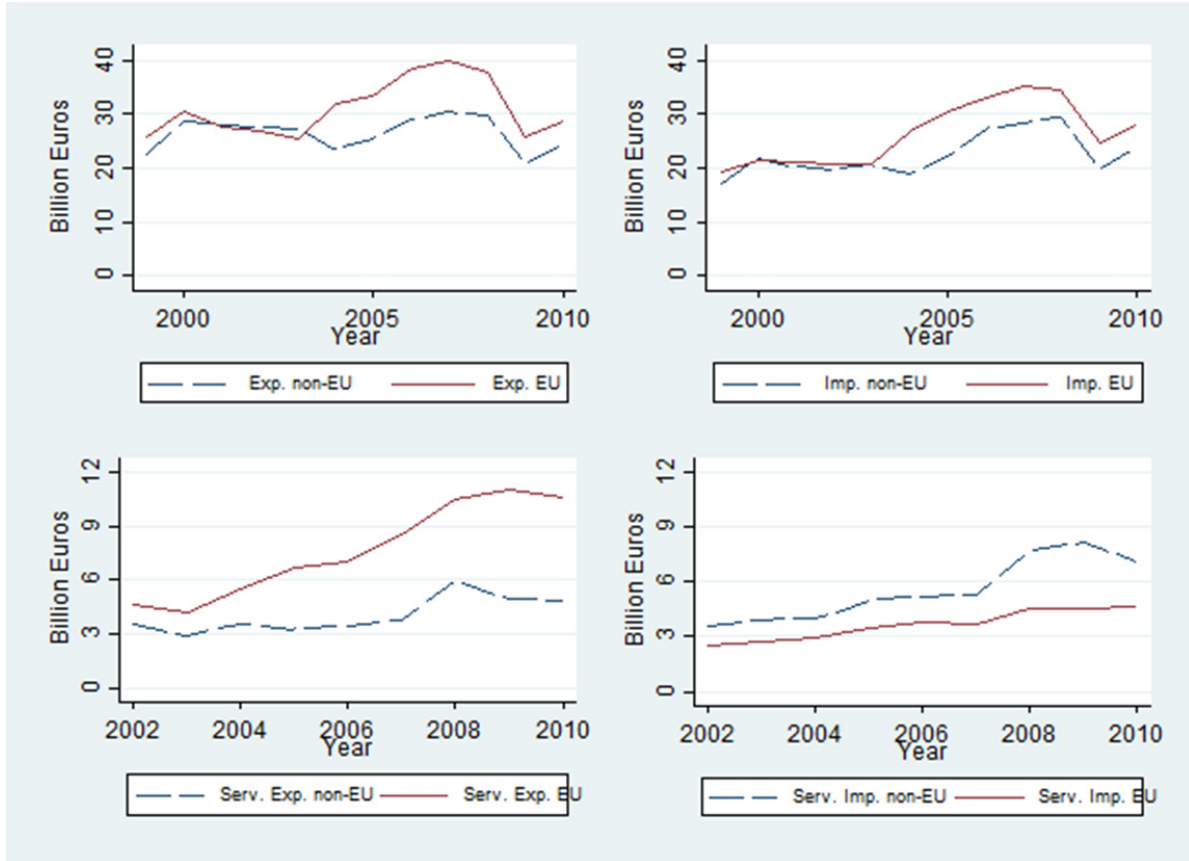 Billion Euros
40
30
20
10
0
2000 2005 2010
Year
Exp. non-EU Exp. EU
Billion Euros
40
30
20
10
0
2000 2005 2010
Year
Imp. non-EU Imp. EU
Billion Euros
12
9
6
3
0
2002 2004 2006 2008 2010
Year
Serv. Exp. non-EU Serv. Exp. EU
Billion Euros
12
9
6
3
0
2002 2004 2006 2008 2010
Year
Serv. Imp. non-EU Serv. Imp. EU